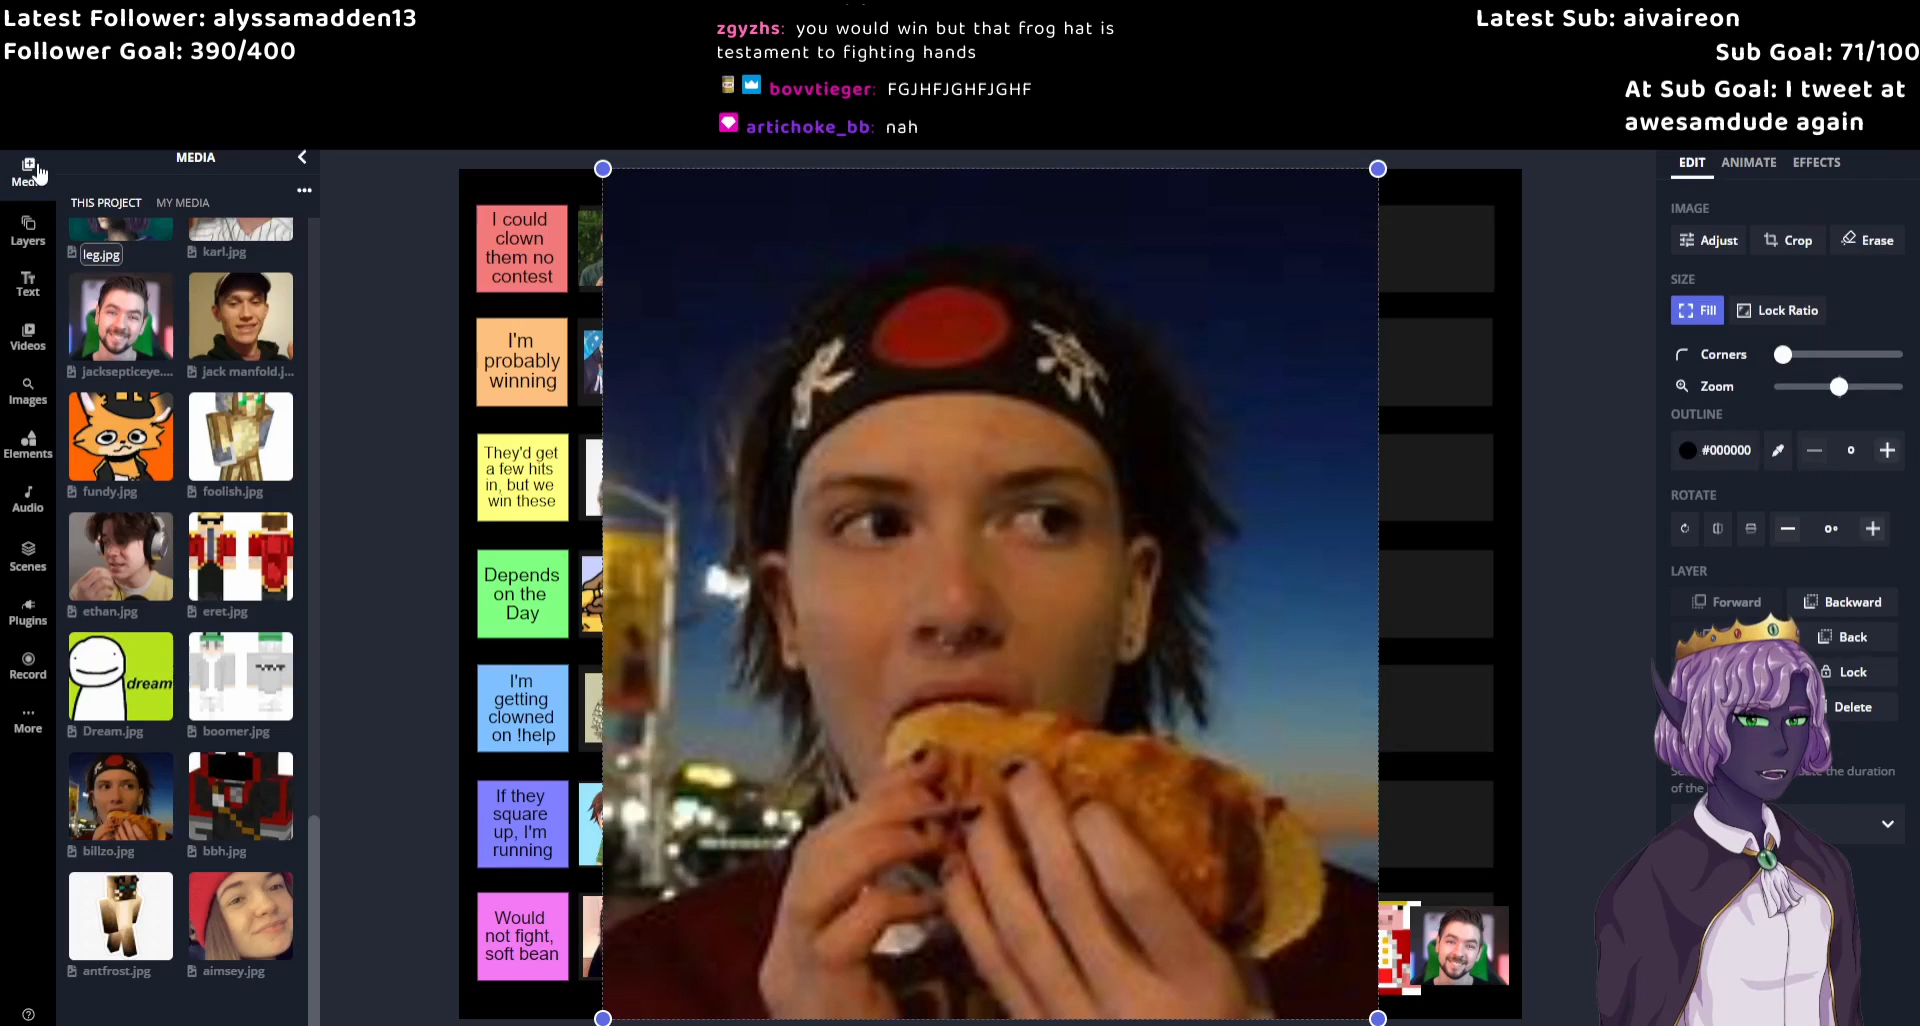 Latest Follower: alyssamadden13
Follower Goal: 390/400
zgyzhs: you would win but that frog hat is
testament to fighting hands
bovvtieger: FGJHFJGHFJGHF
artichoke_bb: nah
Latest Sub: aivaireon
Sub Goal: 71/100
At Sub Goal: I tweet at
awesamdude again
MEDIA
THIS PROJECT
MY MEDIA
Layers
Text
Videos
Images
Elements
Audio
Scenes
Plugins
Record
More
leg.jpg
karl.jpg
jacksepticeye....
jack manfold.j...
fundy.jpg
foolish.jpg
ethan.jpg
eret.jpg
dream
Dream.jpg
boomer.jpg
billzo.jpg
bbh.jpg
antfrost.jpg
aimsey.jpg
I could
clown
them no
contest
I'm
probably
winning
They'd get
a few hits
in, but we
win these
Depends
on the
Day
I'm
getting
clowned
on !help
If they
square
up, I'm
running
Would
not fight,
soft bean
EDIT
ANIMATE
EFFECTS
IMAGE
Adjust
Crop
Erase
SIZE
Fill
Lock Ratio
Corners
Zoom
OUTLINE
#000000
0
ROTATE
0°
LAYER
Forward
Backward
Back
Lock
Delete
the duration
of the